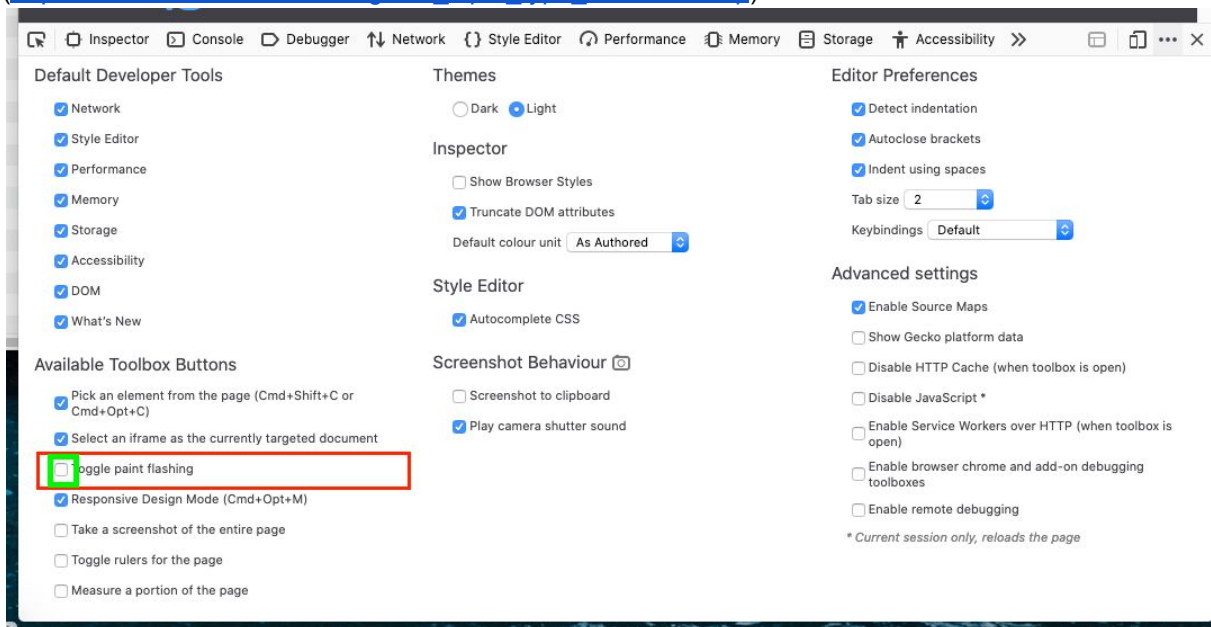 Inspector Console Debugger Network {} Style Editor Performance Memory Storage Accessibility
Default Developer Tools
Network
Style Editor
Performance
Memory
Storage
Accessibility
DOM
What's New
Available Toolbox Buttons
Pick an element from the page (Cmd+Shift+C or
Cmd+Opt+C)
Select an iframe as the currently targeted document
Toggle paint flashing
Responsive Design Mode (Cmd+Opt+M)
Take a screenshot of the entire page
Toggle rulers for the page
Measure a portion of the page
Themes
Dark Light
Inspector
Show Browser Styles
Truncate DOM attributes
Default colour unit As Authored
Style Editor
Autocomplete CSS
Screenshot Behaviour
Screenshot to clipboard
Play camera shutter sound
Editor Preferences
Detect indentation
Autoclose brackets
Indent using spaces
Tab size 2
Keybindings Default
Advanced settings
Enable Source Maps
Show Gecko platform data
Disable HTTP Cache (when toolbox is open)
Disable JavaScript *
Enable Service Workers over HTTP (when toolbox is
open)
Enable browser chrome and add-on debugging
toolboxes
Enable remote debugging
* Current session only, reloads the page